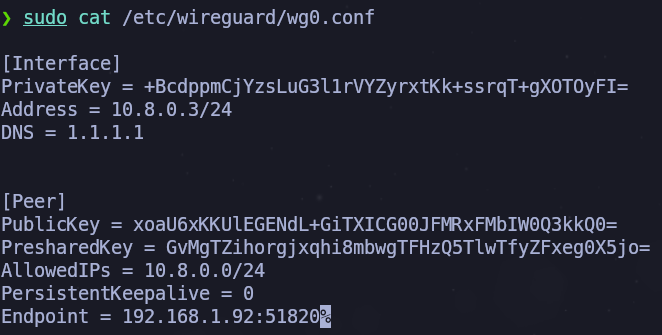 ❯ sudo cat /etc/wireguard/wg0.conf
[Interface]
PrivateKey = +BcdppmCjYzsLuG3l1rVYZyrxtKk+ssrqT+gXOTOyFI=
Address = 10.8.0.3/24
DNS = 1.1.1.1
[Peer]
PublicKey = xoaU6xKKUlEGENdL+GiTXICG00JFMRxFMbIW0Q3kkQ0=
PresharedKey = GvMgTZihorgjxqhi8mbwgTFHzQ5TlwTfyZFxeg0X5jo=
AllowedIPs = 10.8.0.0/24
PersistentKeepalive = 0
Endpoint = 192.168.1.92:51820%